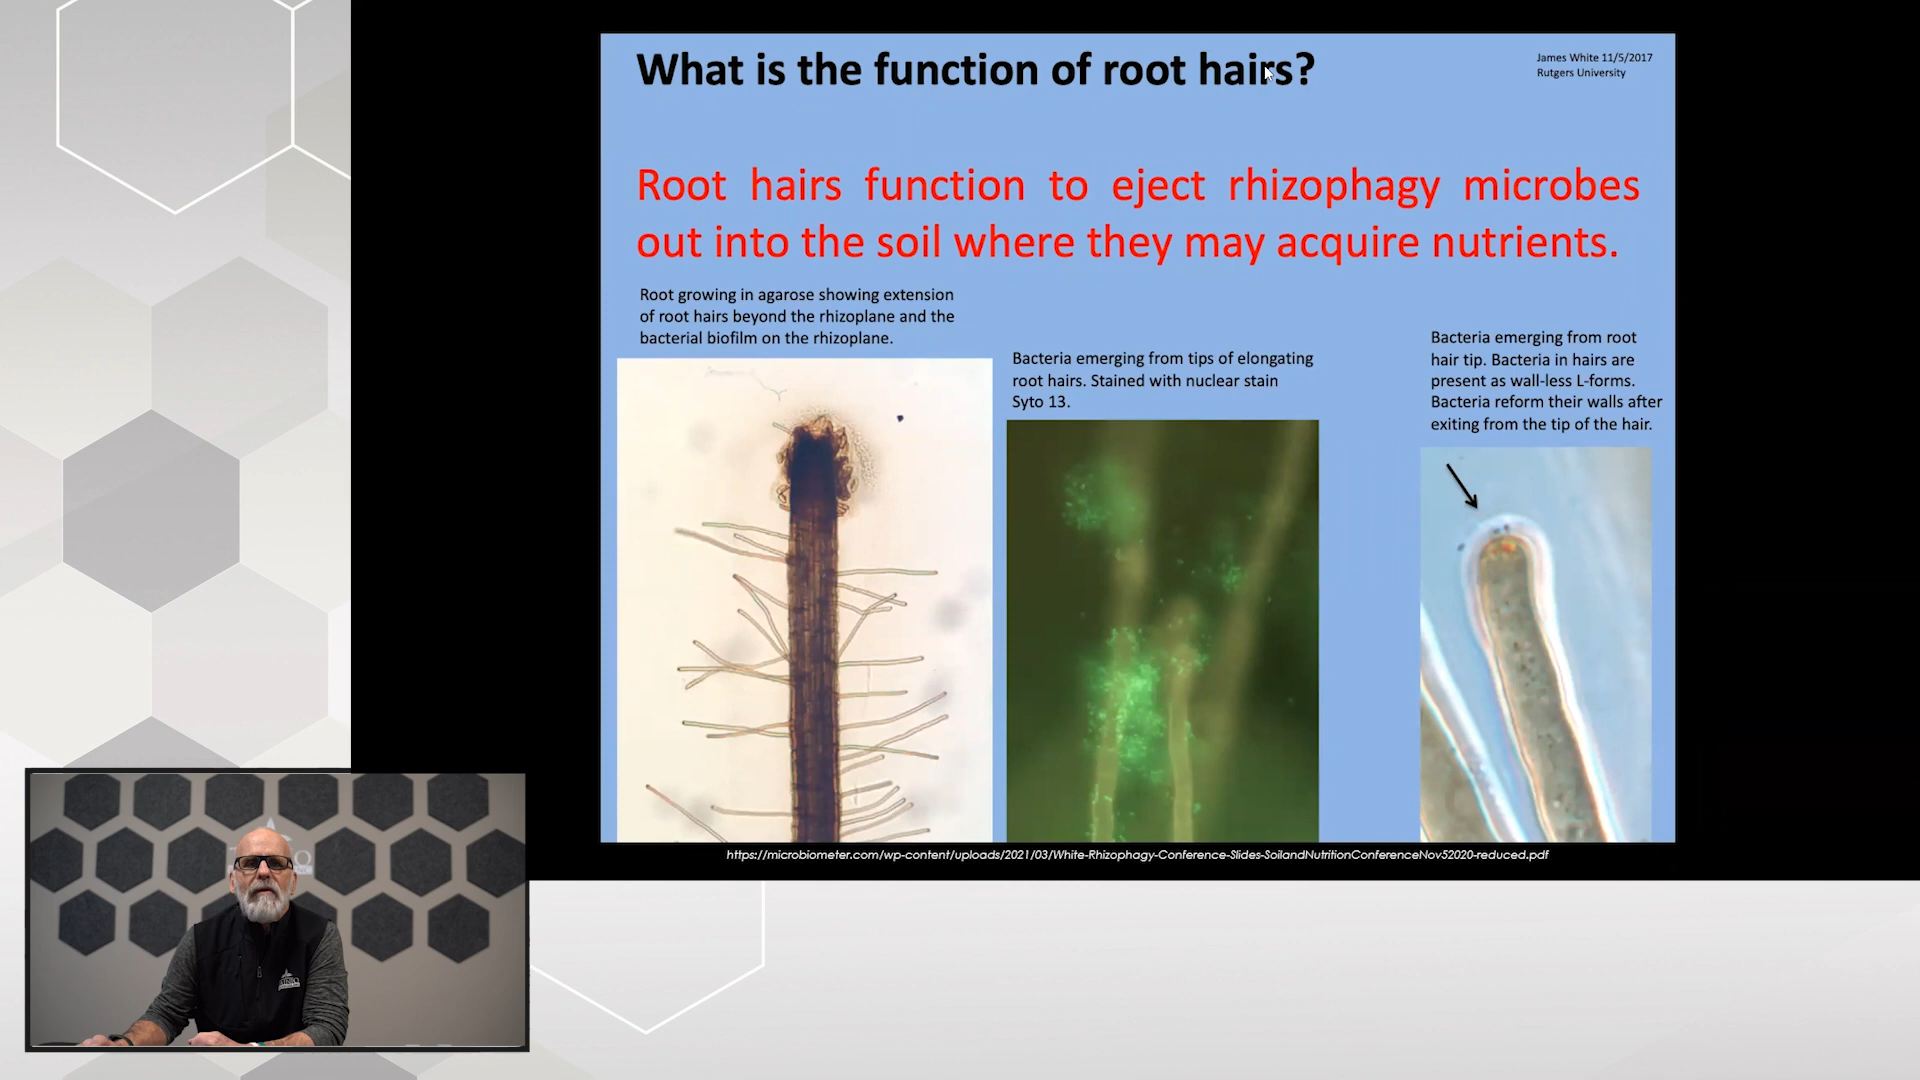 What is the function of root hairs?
James White 11/5/2017
Rutgers University
Root hairs function to eject rhizophagy microbes
out into the soil where they may acquire nutrients.
Root growing in agarose showing extension
of root hairs beyond the rhizoplane and the
bacterial biofilm on the rhizoplane.
Bacteria emerging from tips of elongating
root hairs. Stained with nuclear stain
Syto 13.
Bacteria emerging from root
hair tip. Bacteria in hairs are
present as wall-less L-forms.
Bacteria reform their walls after
exiting from the tip of the hair.
https://microbiometer.com/wp-content/uploads/2021/03/White-Rhizophagy-Conference-Slides-SoilandNutritionConferenceNov52020-reduced.pdf